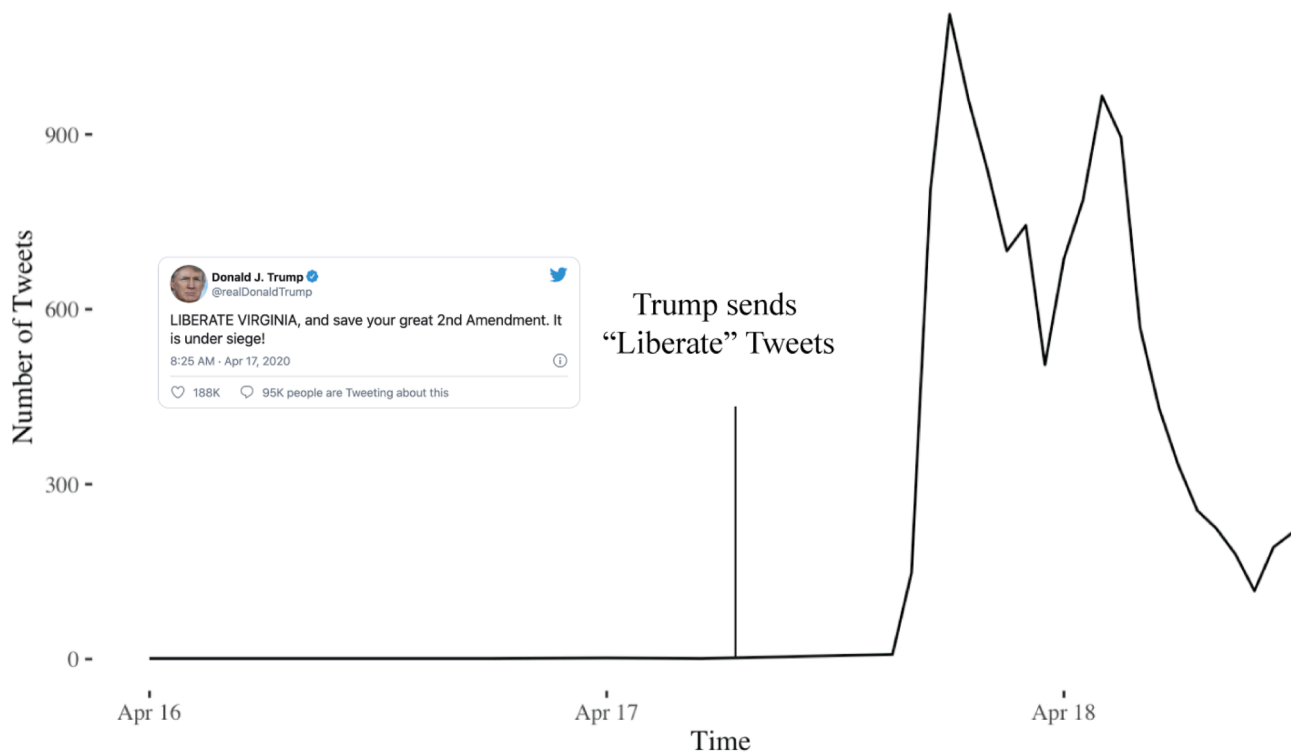 900
600
300
0
Number of Tweets
Donald J. Trump
@realDonaldTrump
LIBERATE VIRGINIA, and save your great 2nd Amendment. It
is under siege!
8:25 AM · Apr 17, 2020
188K 95K people are Tweeting about this
Trump sends
“Liberate” Tweets
Apr 16 Apr 17 Apr 18
Time